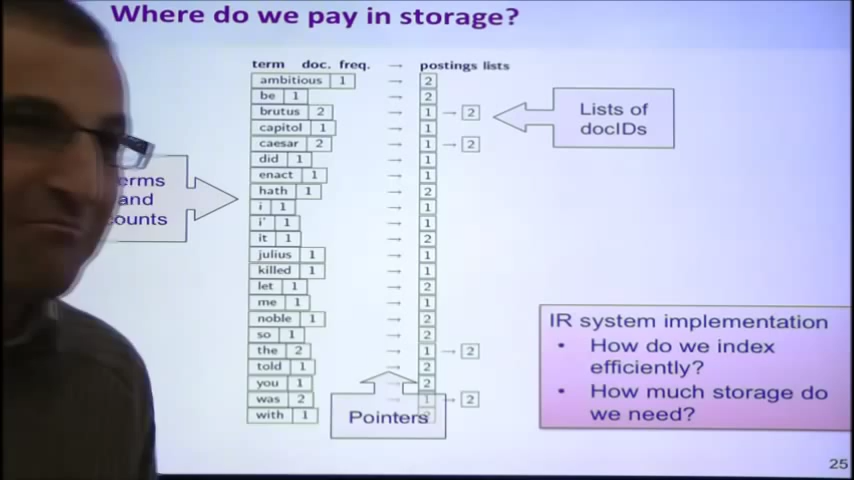 Where do we pay in storage?
term doc. freq. → postings lists
ambitious 1 → 2
be 1 → 2
brutus 2 → 1 → 2
capitol 1 → 1
caesar 2 → 1 → 2
did 1 → 1
enact 1 → 1
hath 1 → 2
i 1 → 1
i' 1 → 1
it 1 → 2
julius 1 → 1
killed 1 → 1
let 1 → 2
me 1 → 1
noble 1 → 2
so 1 → 2
the 2 → 1 → 2
told 1 → 2
you 1 → 2
was 2 → 1 → 2
with 1 → 2
Lists of
docIDs
and
Pointers
IR system implementation
• How do we index
efficiently?
• How much storage do
we need?
25